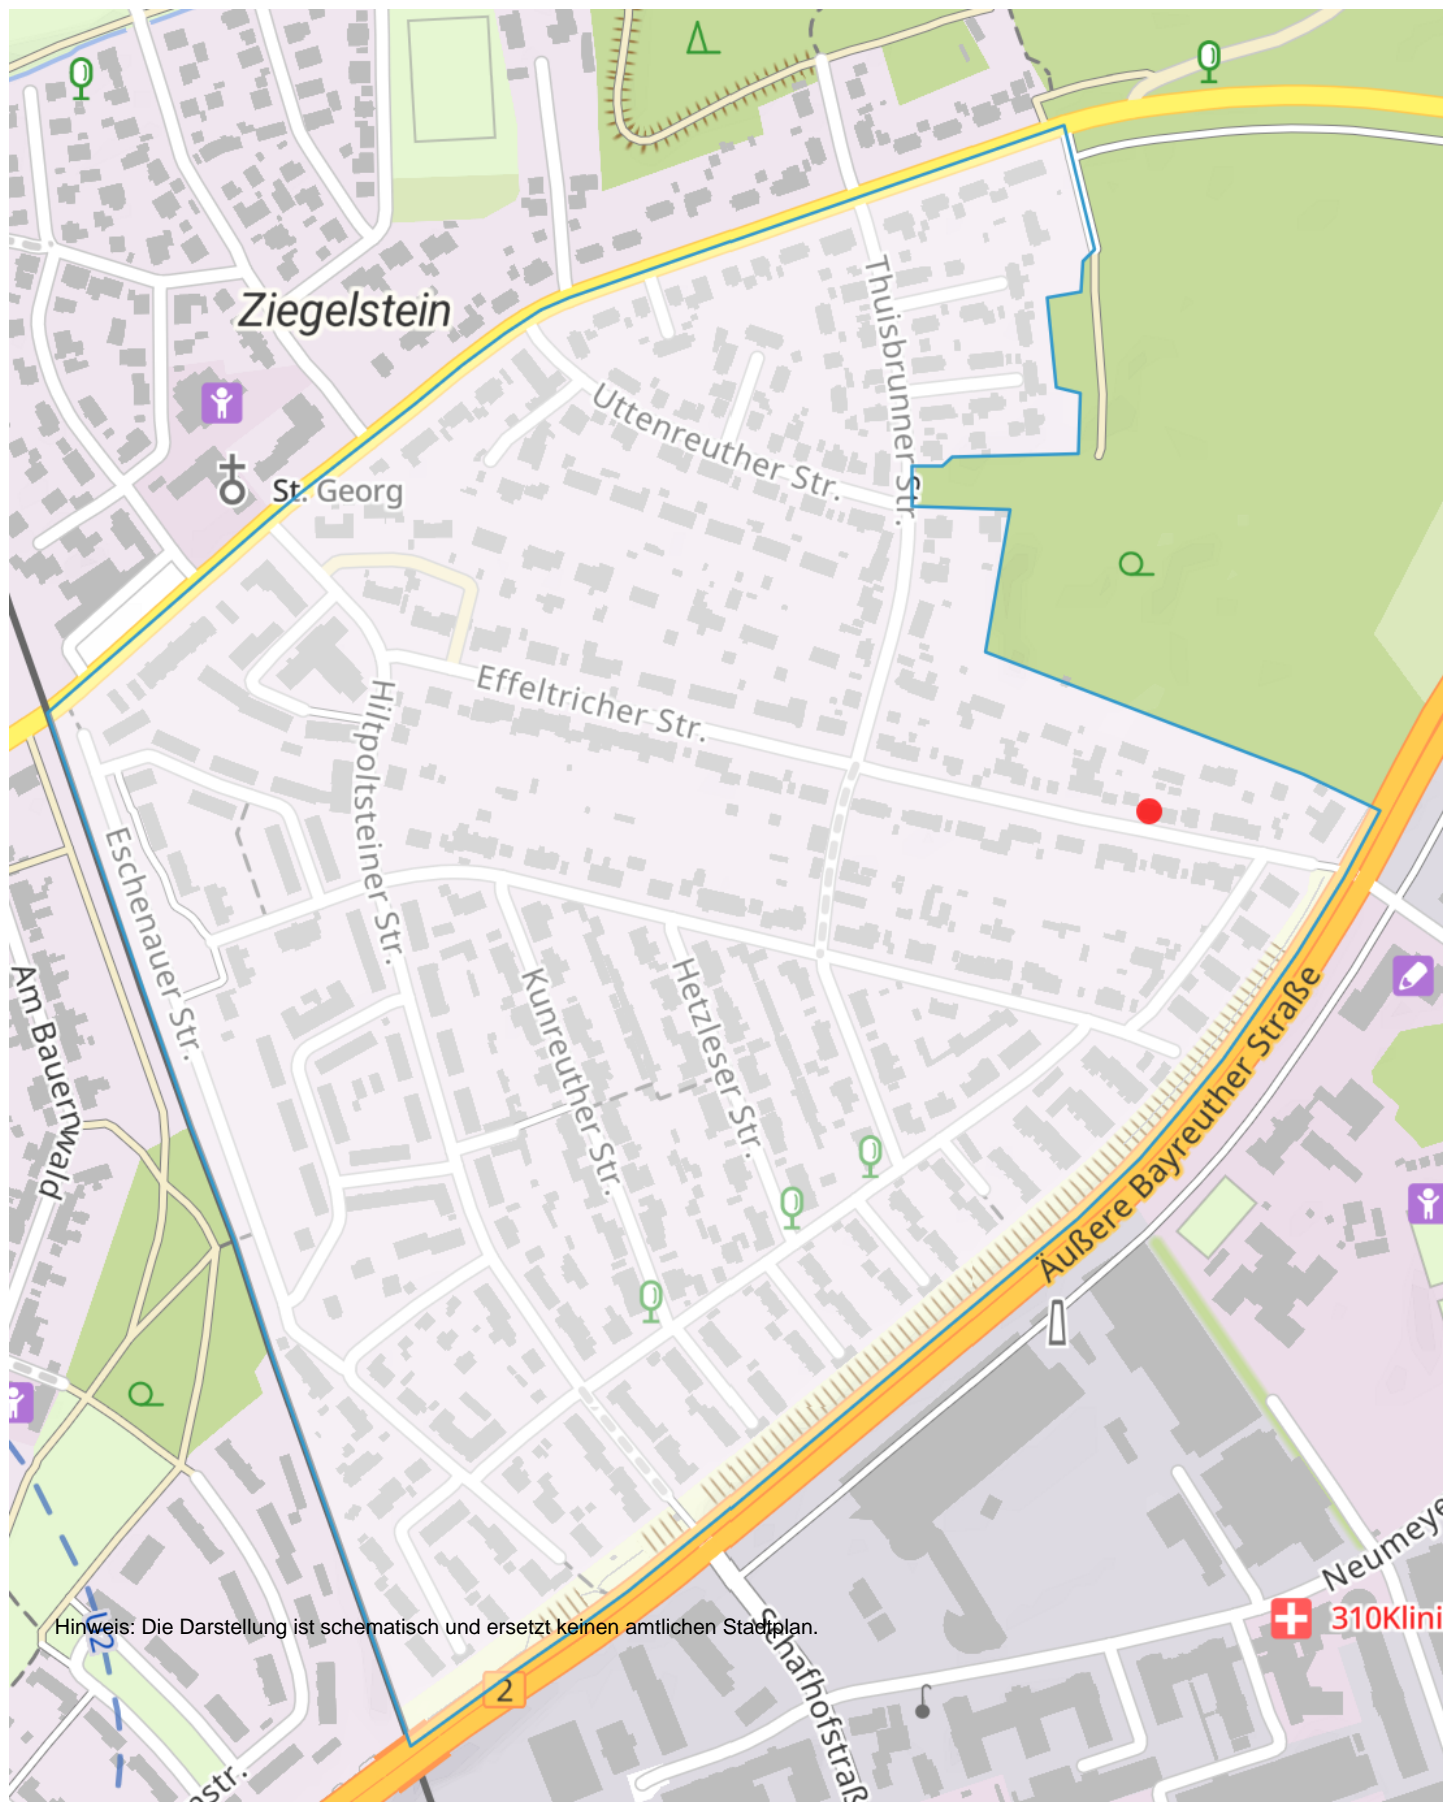 Ziegelstein
St. Georg
Thuisbrunner Str.
Uttenreuther Str.
Effeltricher Str.
Hiltpoltsteiner Str.
Eschenauer Str.
Am Bauernwald
Kunreuther Str.
Hetzleser Str.
Äußere Bayreuther Straße
Neumeye
310Klini
Hinweis: Die Darstellung ist schematisch und ersetzt keinen amtlichen Stadtplan.
U2
2
Schafhofstraß
ostr.